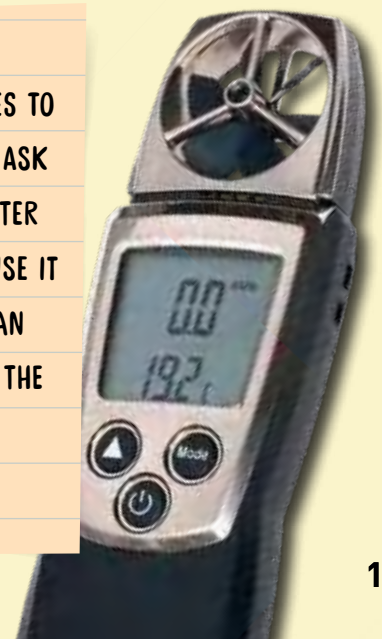 ES TO
ASK
TER
SE IT
AN
THE
0.0
19.2
Mode
1